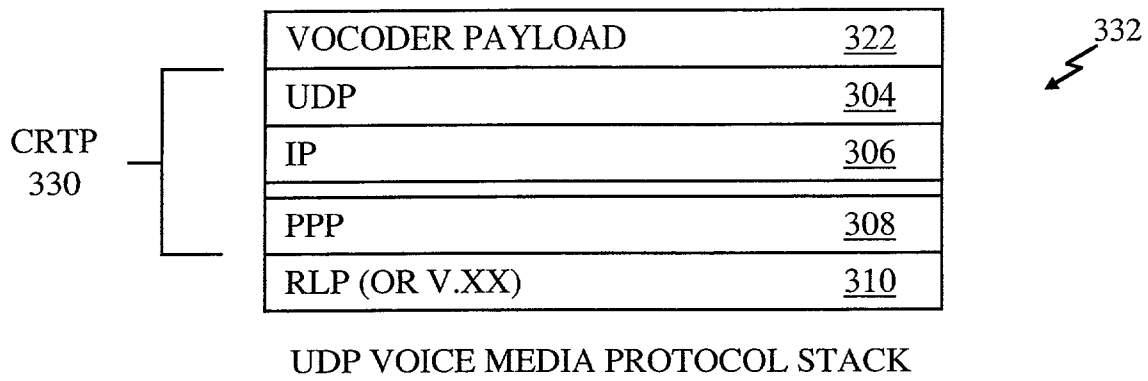 VOCODER PAYLOAD 322
332
UDP 304
CRTP
330
IP 306
PPP 308
RLP (OR V.XX) 310
UDP VOICE MEDIA PROTOCOL STACK